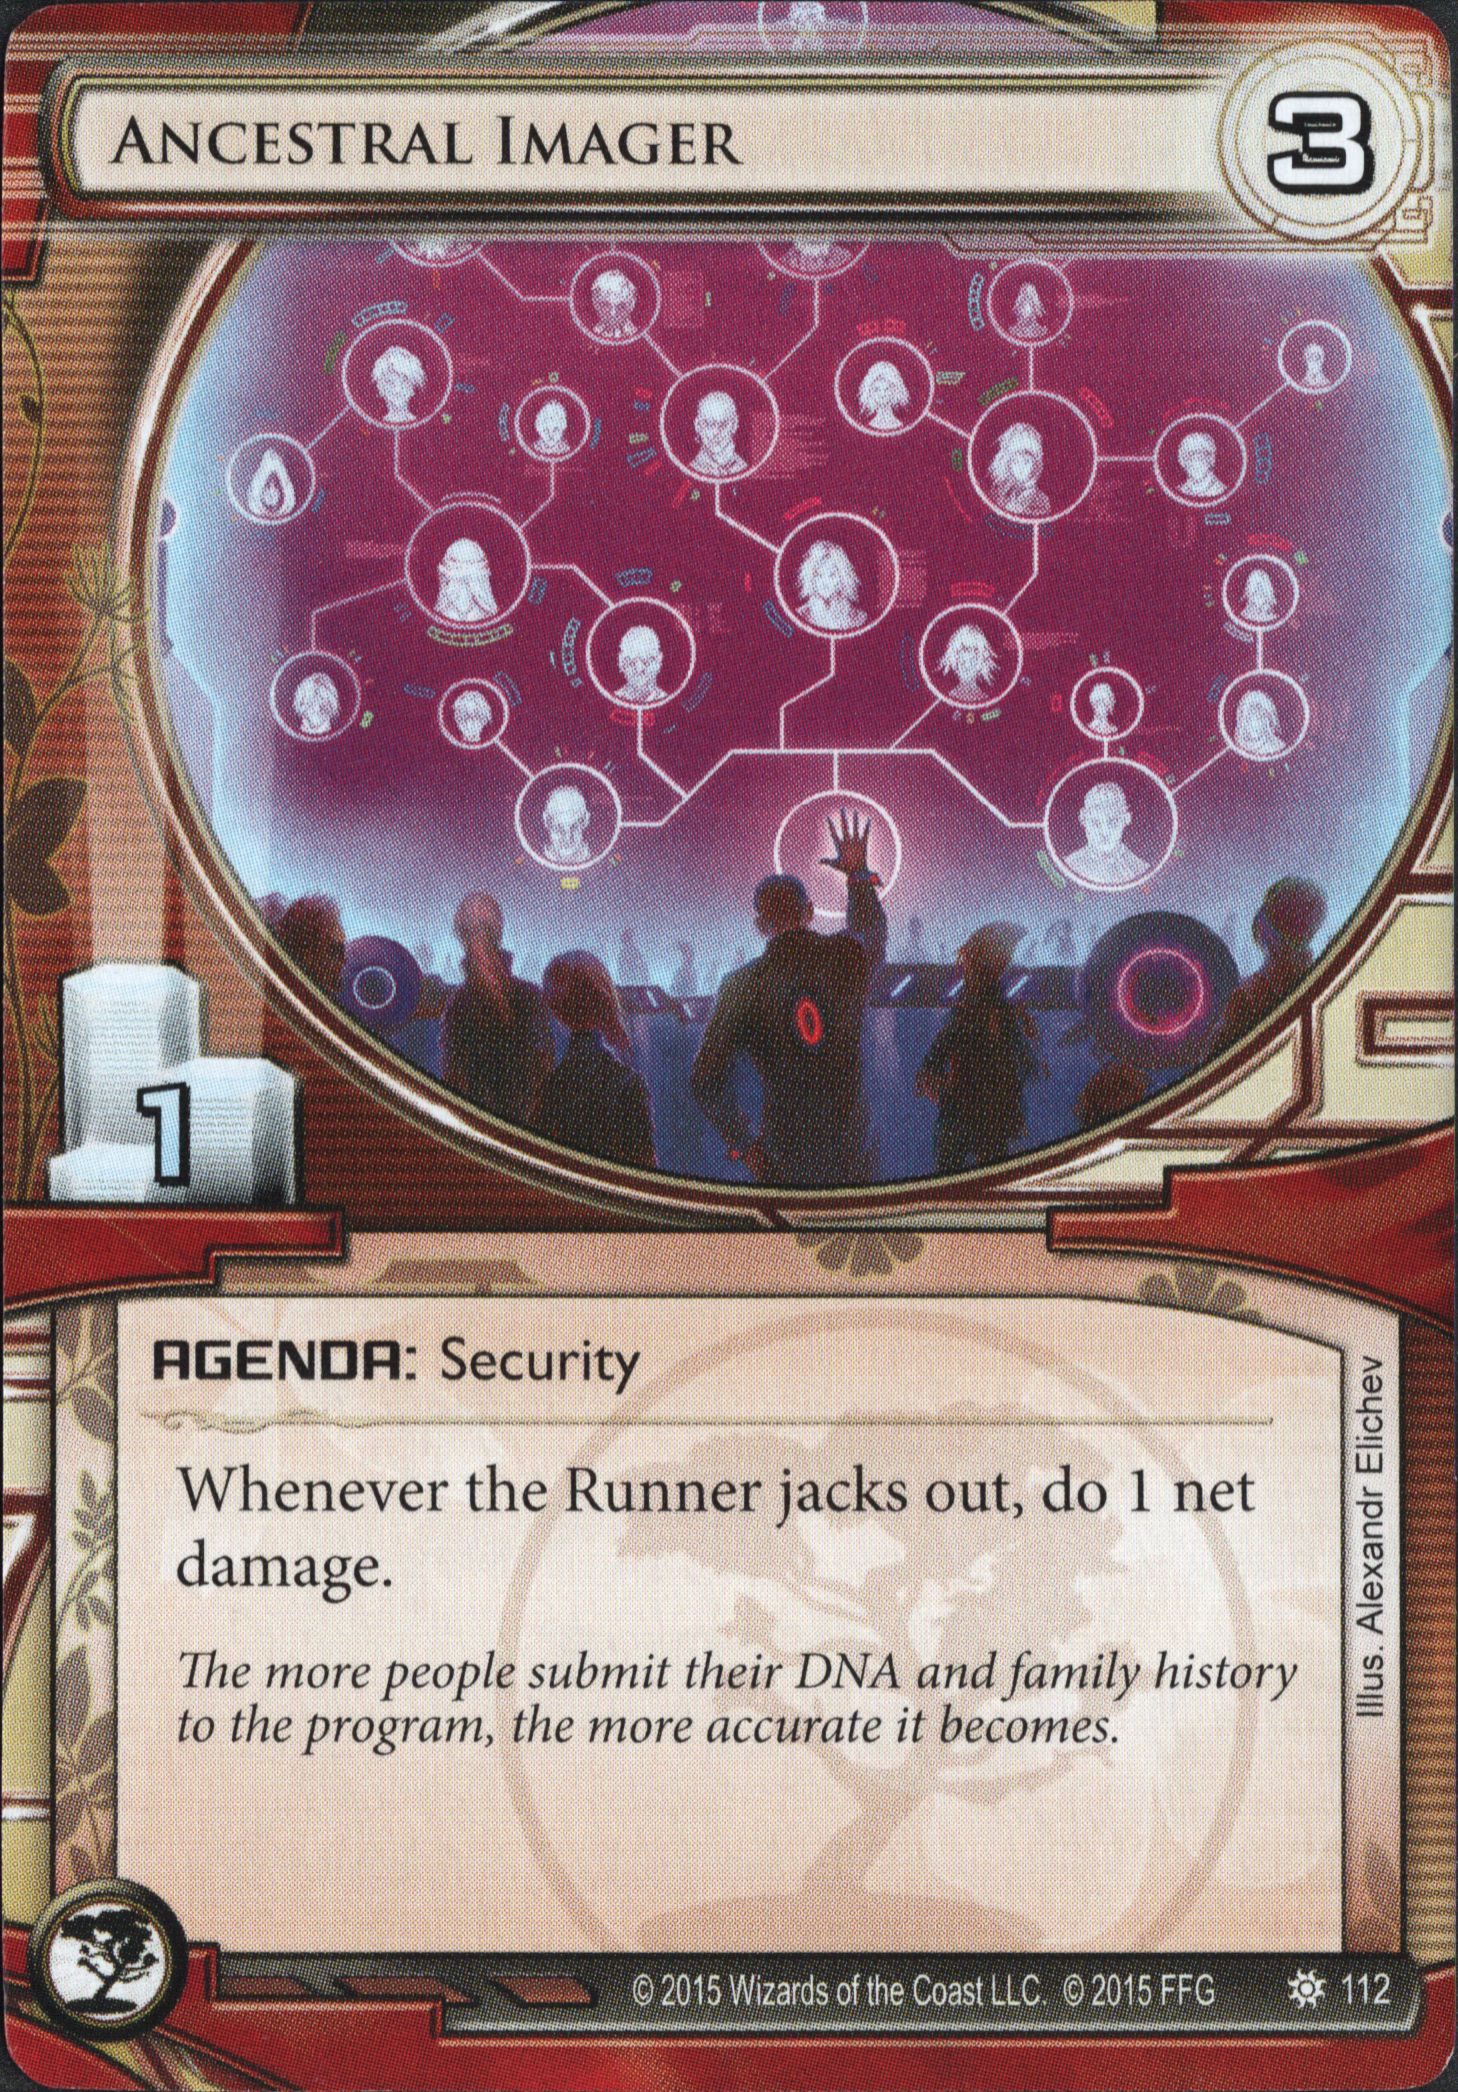 Ancestral Imager
3
1
AGENDA: Security
Whenever the Runner jacks out, do 1 net
damage.
The more people submit their DNA and family history
to the program, the more accurate it becomes.
Illus. Alexandr Elichev
© 2015 Wizards of the Coast LLC. © 2015 FFG
112